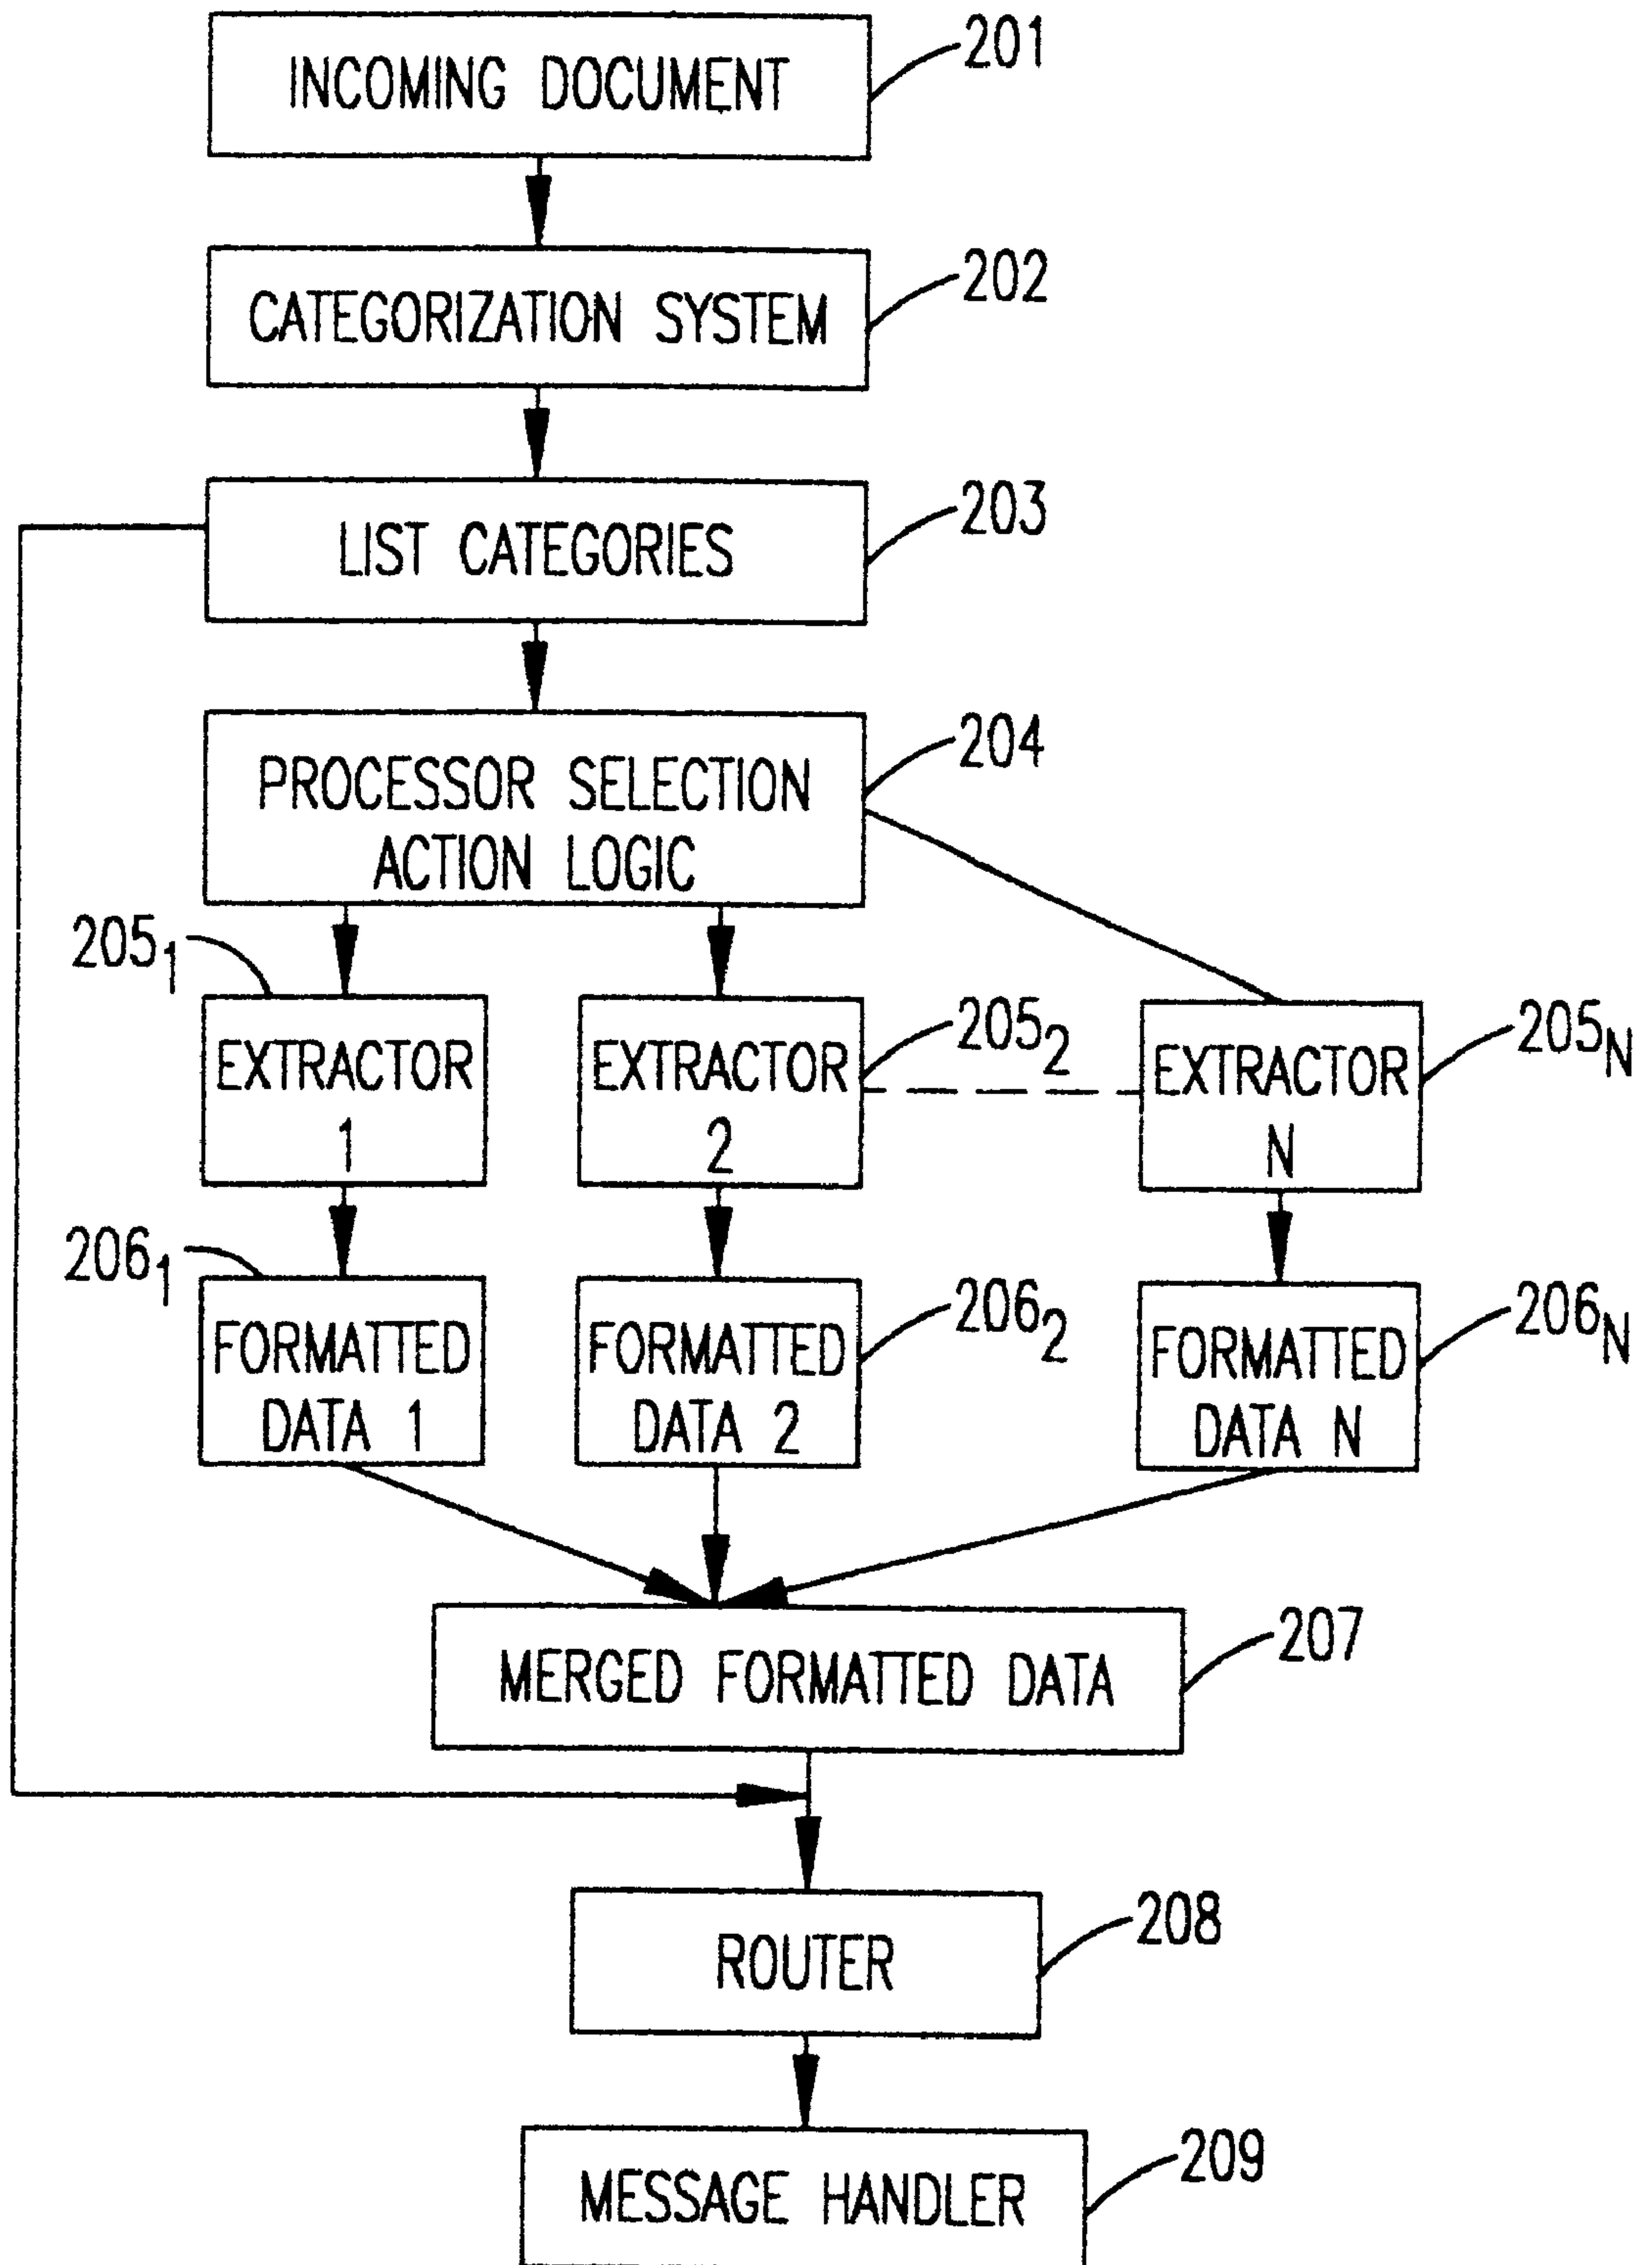 INCOMING DOCUMENT
201
CATEGORIZATION SYSTEM
202
LIST CATEGORIES
203
PROCESSOR SELECTION
ACTION LOGIC
204
205₁
EXTRACTOR
1
EXTRACTOR
2
205₂
EXTRACTOR
N
205N
206₁
FORMATTED
DATA 1
FORMATTED
DATA 2
206₂
FORMATTED
DATA N
206N
MERGED FORMATTED DATA
207
ROUTER
208
MESSAGE HANDLER
209